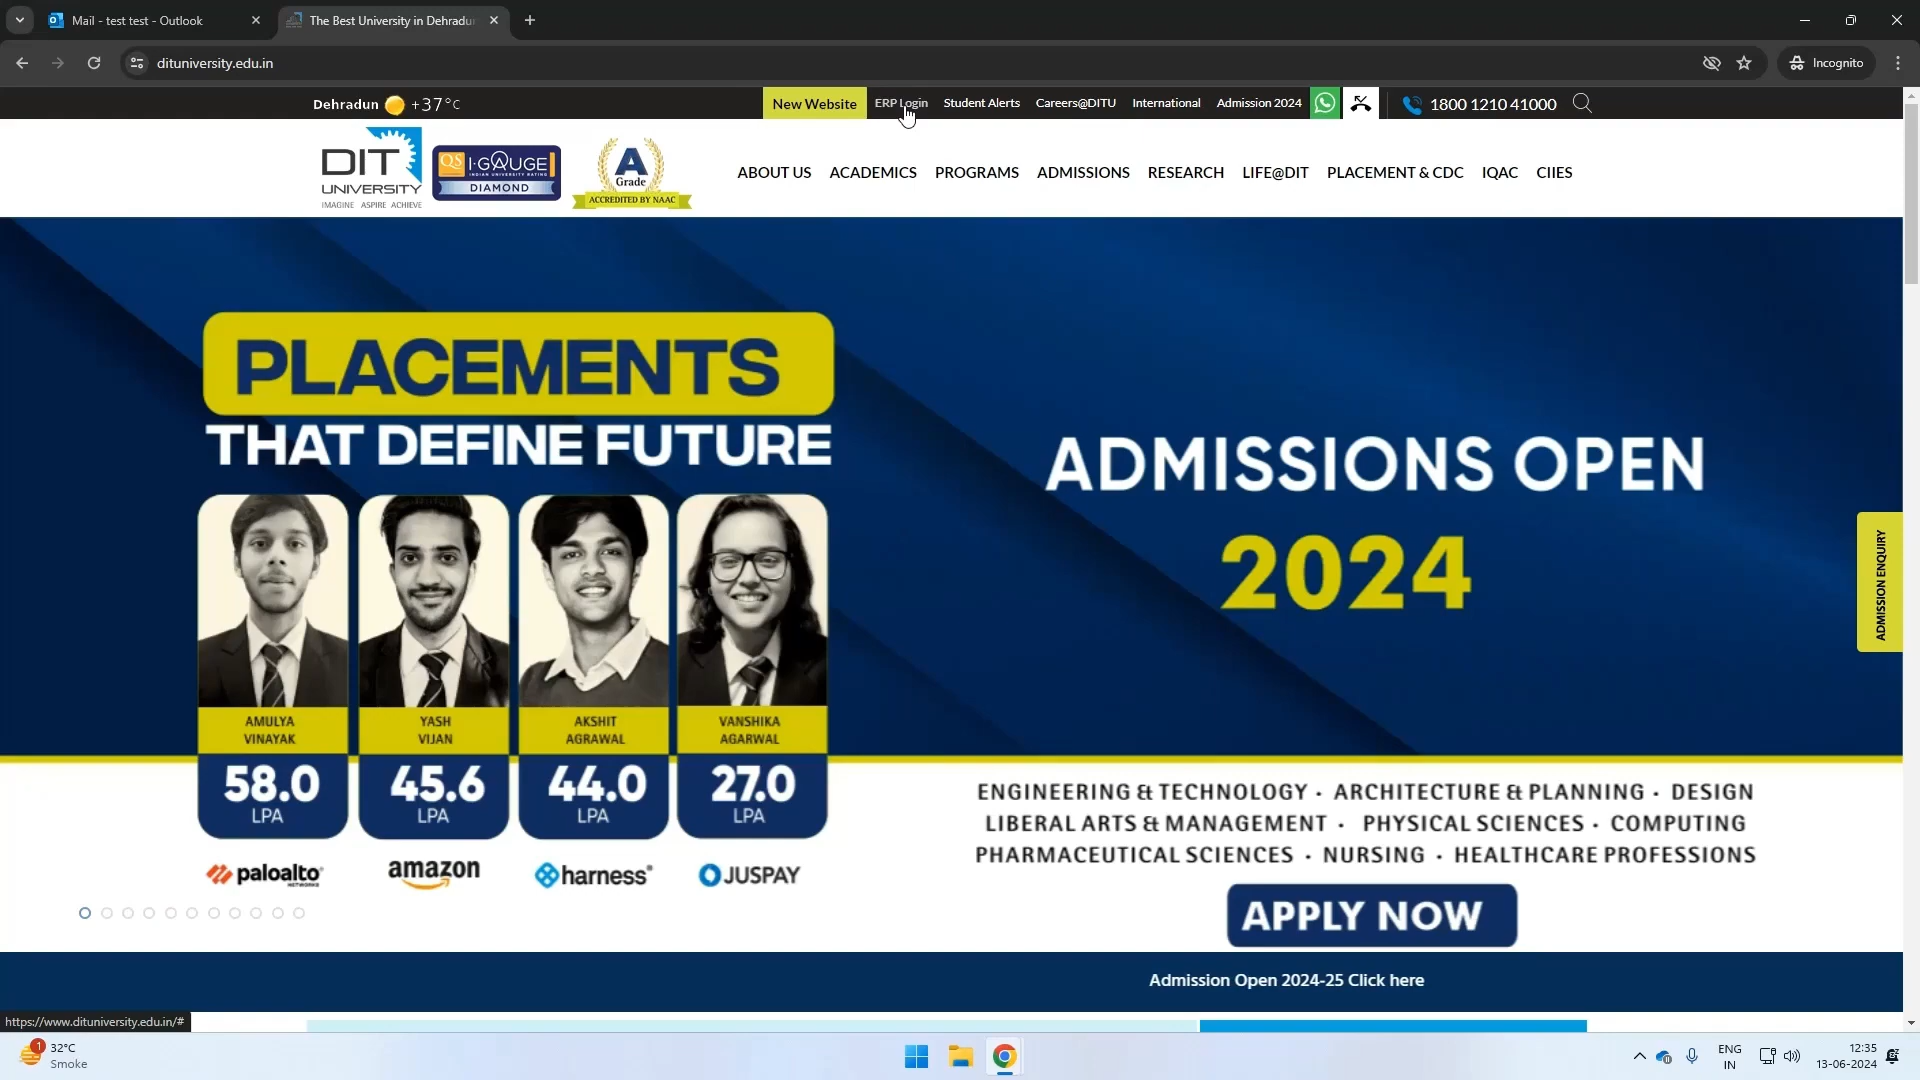 Mail - test test - Outlook
The Best University in Dehradu
dituniversity.edu.in
Incognito
Dehradun +37°C
New Website
ERP Login
Student Alerts
Careers@DITU
International
Admission 2024
1800 1210 41000
DIT
UNIVERSITY
IMAGINE ASPIRE ACHIEVE
QS I·GAUGE
INDIAN UNIVERSITY RATING
DIAMOND
A
Grade
ACCREDITED BY NAAC
ABOUT US
ACADEMICS
PROGRAMS
ADMISSIONS
RESEARCH
LIFE@DIT
PLACEMENT & CDC
IQAC
CIIES
PLACEMENTS
THAT DEFINE FUTURE
AMULYA
VINAYAK
58.0
LPA
paloalto
NETWORKS
YASH
VIJAN
45.6
LPA
amazon
AKSHIT
AGRAWAL
44.0
LPA
harness
VANSHIKA
AGARWAL
27.0
LPA
JUSPAY
ADMISSIONS OPEN
2024
ENGINEERING & TECHNOLOGY · ARCHITECTURE & PLANNING · DESIGN
LIBERAL ARTS & MANAGEMENT · PHYSICAL SCIENCES · COMPUTING
PHARMACEUTICAL SCIENCES · NURSING · HEALTHCARE PROFESSIONS
APPLY NOW
ADMISSION ENQUIRY
Admission Open 2024-25 Click here
https://www.dituniversity.edu.in/#
1
32°C
Smoke
ENG
IN
12:35
13-06-2024